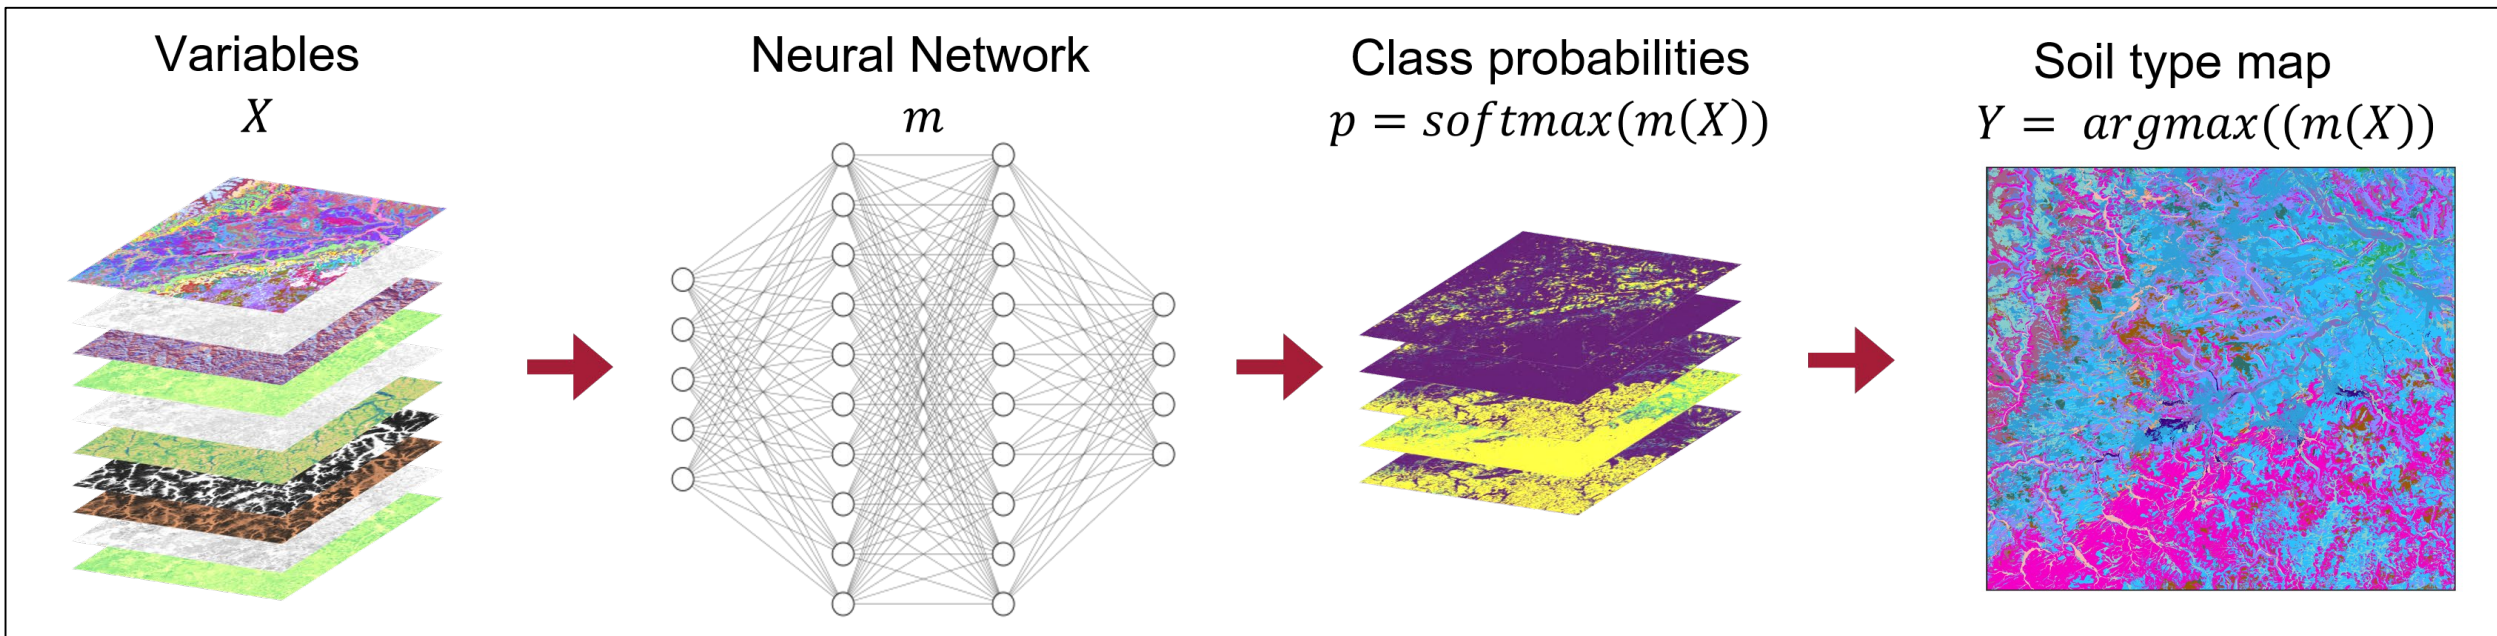 Variables
X
Neural Network
m
Class probabilities
p = softmax(m(X))
Soil type map
Y = argmax((m(X))